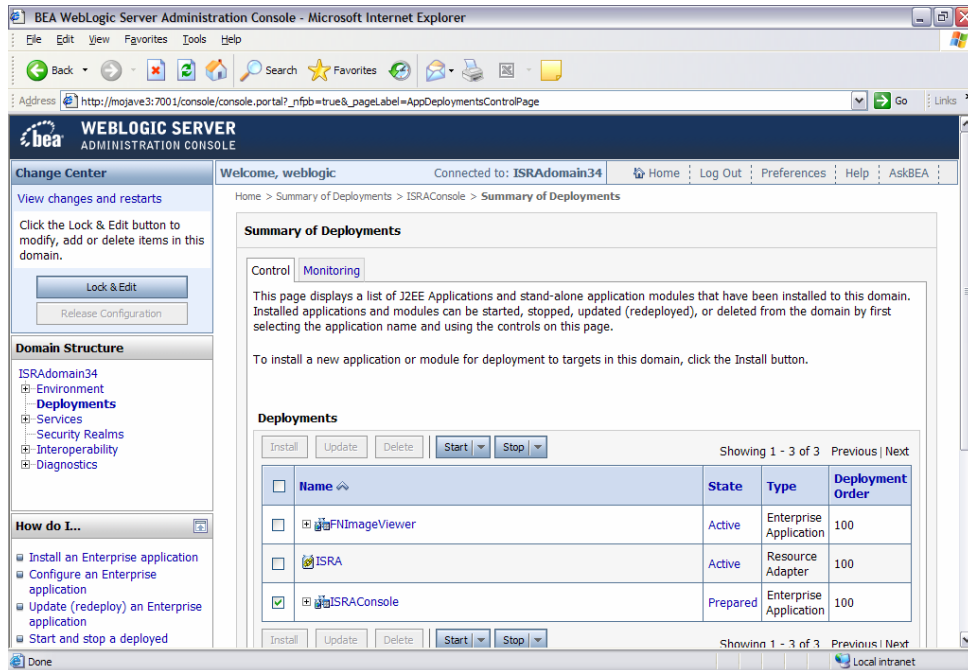 BEA WebLogic Server Administration Console - Microsoft Internet Explorer
File Edit View Favorites Tools Help
Back Search Favorites
Address http://mojave3:7001/console/console.portal?_nfpb=true&_pageLabel=AppDeploymentsControlPage Go Links
bea WEBLOGIC SERVER
ADMINISTRATION CONSOLE
Change Center
View changes and restarts
Click the Lock & Edit button to
modify, add or delete items in this
domain.
Lock & Edit
Release Configuration
Domain Structure
ISRAdomain34
Environment
Deployments
Services
Security Realms
Interoperability
Diagnostics
How do I...
Install an Enterprise application
Configure an Enterprise
application
Update (redeploy) an Enterprise
application
Start and stop a deployed
Welcome, weblogic Connected to: ISRAdomain34 Home Log Out Preferences Help AskBEA
Home > Summary of Deployments > ISRAConsole > Summary of Deployments
Summary of Deployments
Control Monitoring
This page displays a list of J2EE Applications and stand-alone application modules that have been installed to this domain.
Installed applications and modules can be started, stopped, updated (redeployed), or deleted from the domain by first
selecting the application name and using the controls on this page.
To install a new application or module for deployment to targets in this domain, click the Install button.
Deployments
Install Update Delete Start Stop Showing 1 - 3 of 3 Previous | Next
Name State Type Deployment
Order
FNImageViewer Active Enterprise
Application 100
ISRA Active Resource
Adapter 100
ISRAConsole Prepared Enterprise
Application 100
Install Update Delete Start Stop Showing 1 - 3 of 3 Previous | Next
Done Local intranet